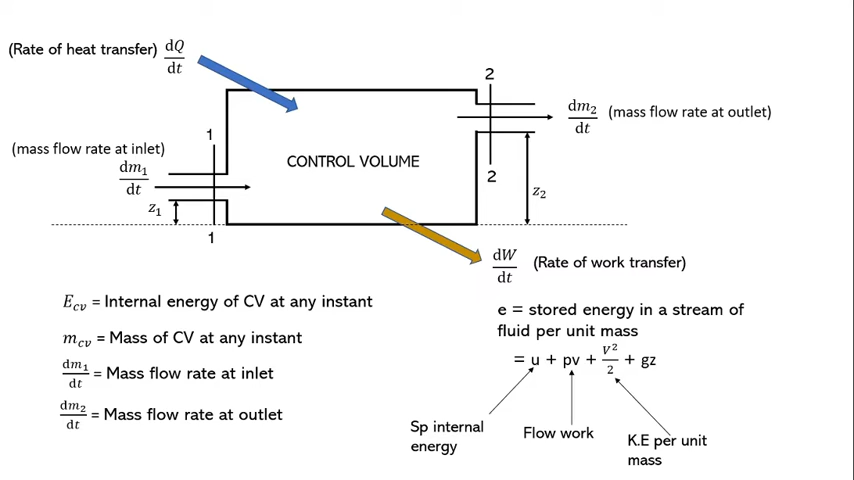 (Rate of heat transfer) dQ/dt
2
dm₂/dt (mass flow rate at outlet)
1
(mass flow rate at inlet)
dm₁/dt
CONTROL VOLUME
2
z₂
z₁
1
dW/dt (Rate of work transfer)
E_cv = Internal energy of CV at any instant
m_cv = Mass of CV at any instant
dm₁/dt = Mass flow rate at inlet
dm₂/dt = Mass flow rate at outlet
e = stored energy in a stream of
fluid per unit mass
= u + pv + V²/2 + gz
Sp internal
energy
Flow work
K.E per unit
mass